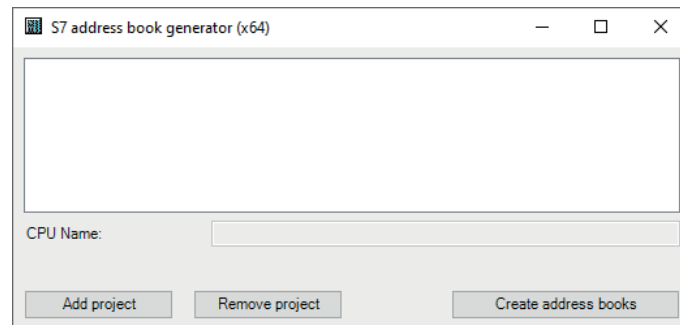 S7 address book generator (x64)
CPU Name:
Add project Remove project Create address books